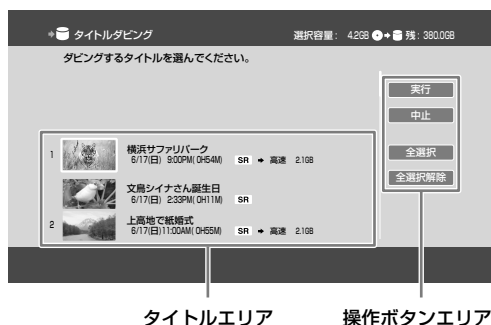 タイトルダビング 選択容量: 4.2GB 残: 380.0GB
ダビングするタイトルを選んでください。
実行
中止
全選択
全選択解除
1 横浜サファリパーク
6/17(日) 9:00PM( 0H54M) SR 高速 2.1GB
文鳥シイナさん誕生日
6/17(日) 2:33PM( 0H11M) SR
2 上高地で紙婚式
6/17(日)11:00AM( 0H55M) SR 高速 2.1GB
タイトルエリア 操作ボタンエリア